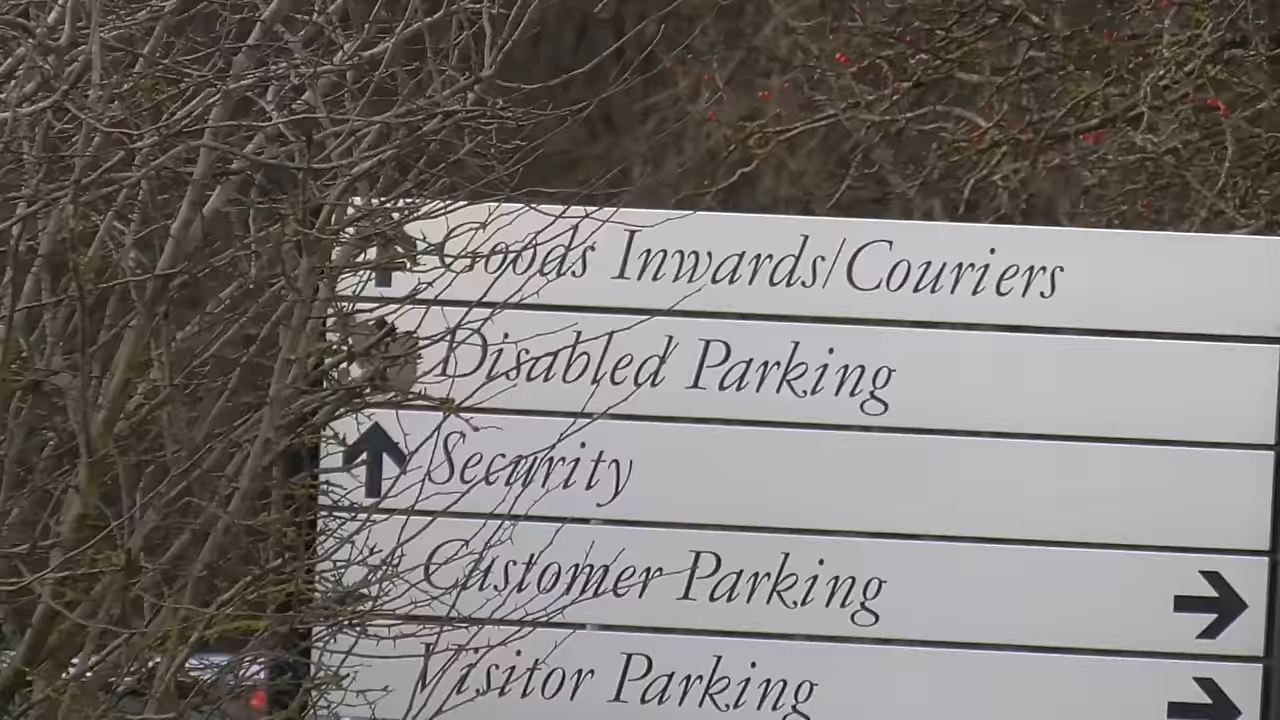 Goods Inwards/Couriers
Disabled Parking
Security
Customer Parking
Visitor Parking